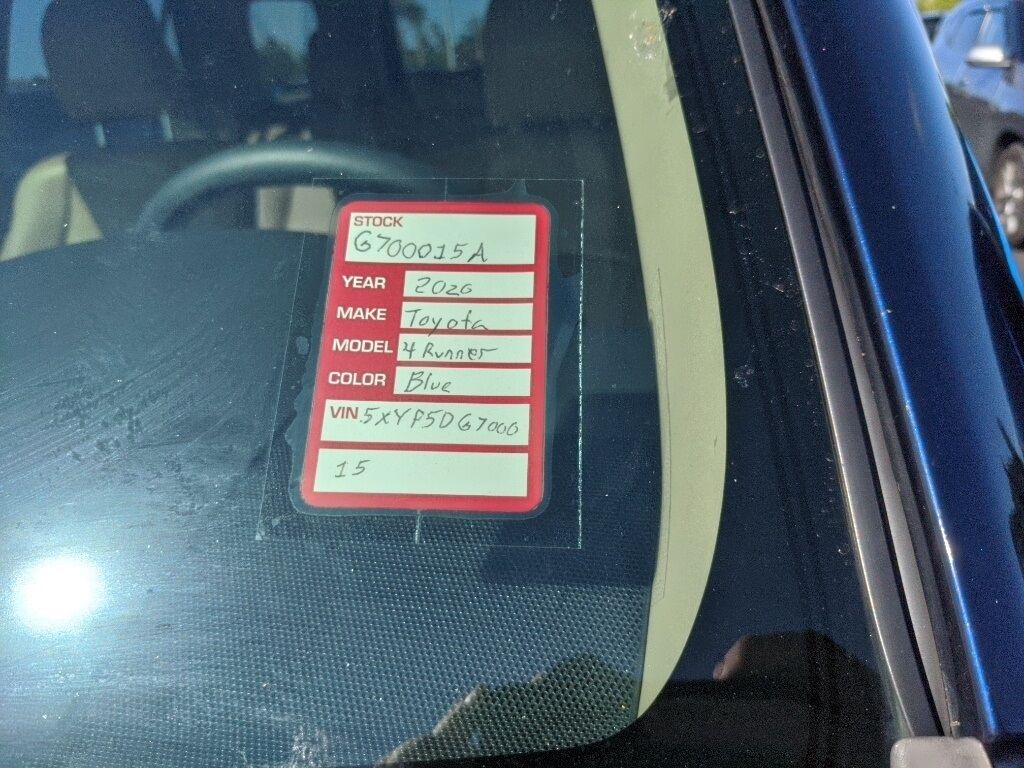 STOCK
G700015A
YEAR 2020
MAKE Toyota
MODEL 4 Runner
COLOR Blue
VIN 5XYP5DG7000
15